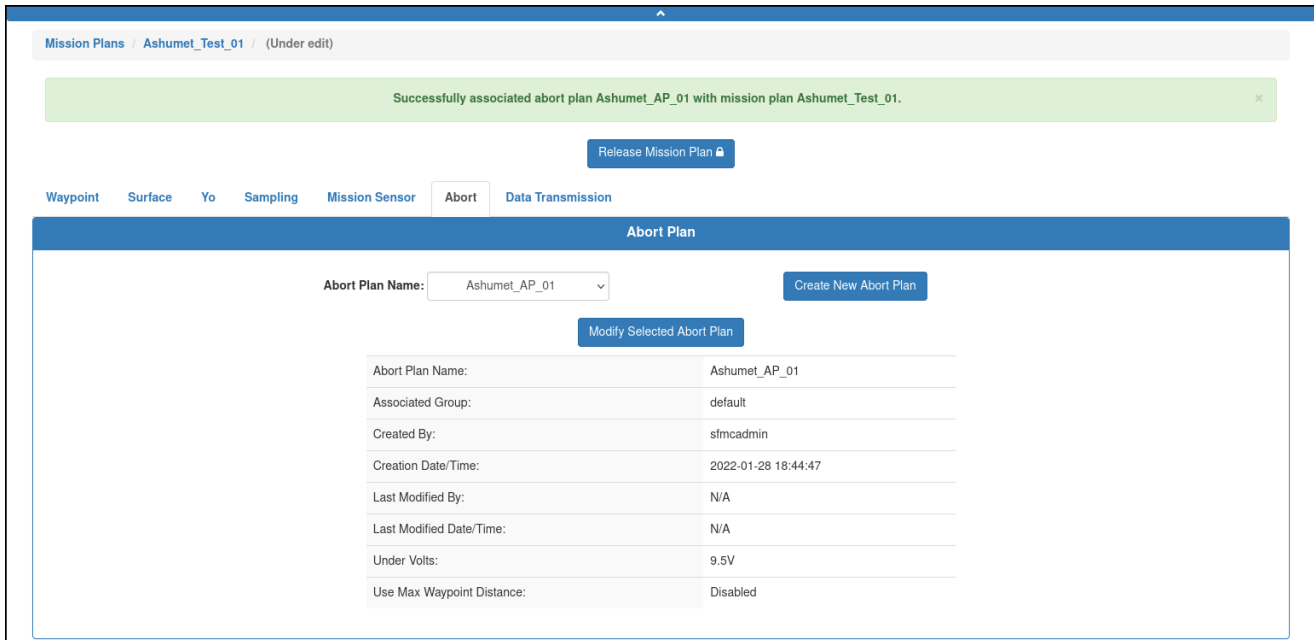 Mission Plans / Ashumet_Test_01 / (Under edit)
Successfully associated abort plan Ashumet_AP_01 with mission plan Ashumet_Test_01. ×
Release Mission Plan
Waypoint Surface Yo Sampling Mission Sensor Abort Data Transmission
Abort Plan
Abort Plan Name: Ashumet_AP_01 Create New Abort Plan
Modify Selected Abort Plan
Abort Plan Name: Ashumet_AP_01
Associated Group: default
Created By: sfmcadmin
Creation Date/Time: 2022-01-28 18:44:47
Last Modified By: N/A
Last Modified Date/Time: N/A
Under Volts: 9.5V
Use Max Waypoint Distance: Disabled